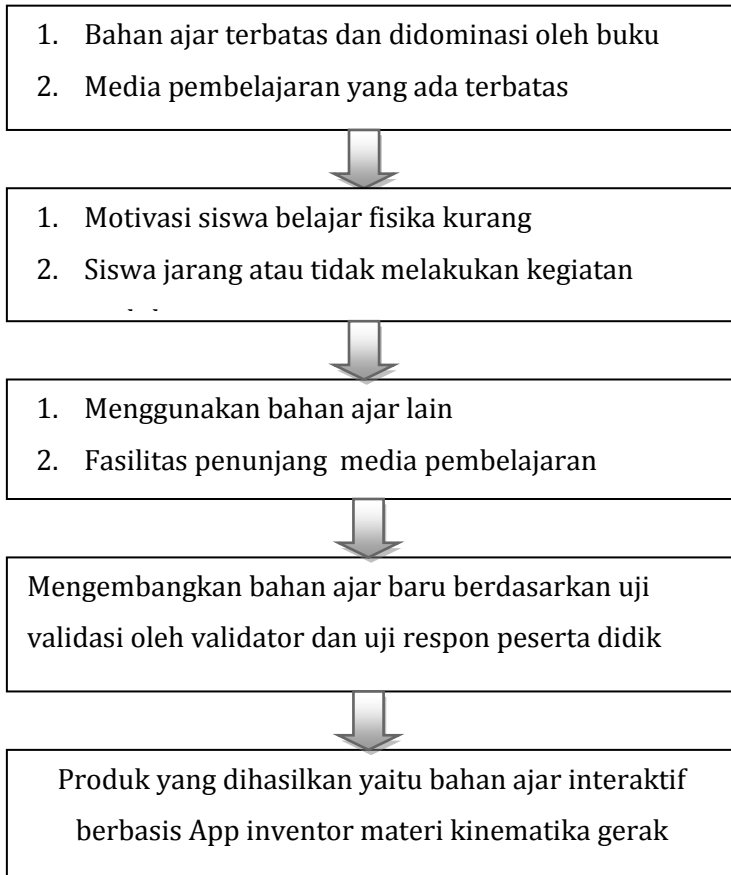 1. Bahan ajar terbatas dan didominasi oleh buku
2. Media pembelajaran yang ada terbatas
1. Motivasi siswa belajar fisika kurang
2. Siswa jarang atau tidak melakukan kegiatan
1. Menggunakan bahan ajar lain
2. Fasilitas penunjang media pembelajaran
Mengembangkan bahan ajar baru berdasarkan uji
validasi oleh validator dan uji respon peserta didik
Produk yang dihasilkan yaitu bahan ajar interaktif
berbasis App inventor materi kinematika gerak